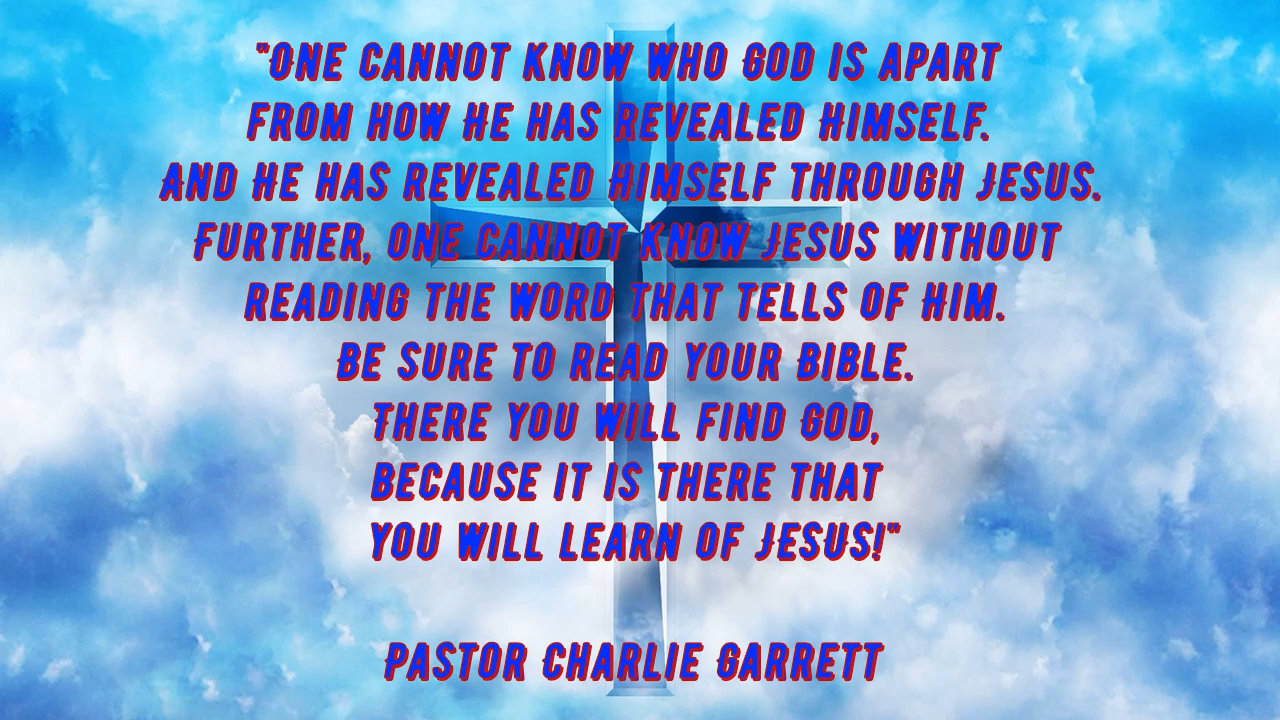 "One cannot know who God is apart
from how He has revealed Himself.
And He has revealed Himself through Jesus.
Further, one cannot know Jesus without
reading the word that tells of Him.
Be sure to read your Bible.
There you will find God,
because it is there that
you will learn of Jesus!"
Pastor Charlie Garrett